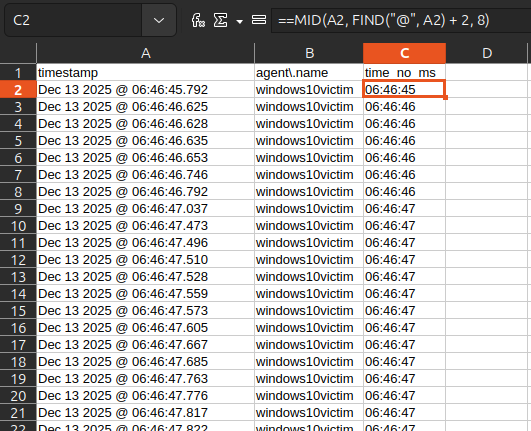 C2 ==MID(A2, FIND("@", A2) + 2, 8)
A B C D
1 timestamp agent\.name time_no_ms
2 Dec 13 2025 @ 06:46:45.792 windows10victim 06:46:45
3 Dec 13 2025 @ 06:46:46.625 windows10victim 06:46:46
4 Dec 13 2025 @ 06:46:46.628 windows10victim 06:46:46
5 Dec 13 2025 @ 06:46:46.635 windows10victim 06:46:46
6 Dec 13 2025 @ 06:46:46.653 windows10victim 06:46:46
7 Dec 13 2025 @ 06:46:46.746 windows10victim 06:46:46
8 Dec 13 2025 @ 06:46:46.792 windows10victim 06:46:46
9 Dec 13 2025 @ 06:46:47.037 windows10victim 06:46:47
10 Dec 13 2025 @ 06:46:47.473 windows10victim 06:46:47
11 Dec 13 2025 @ 06:46:47.496 windows10victim 06:46:47
12 Dec 13 2025 @ 06:46:47.510 windows10victim 06:46:47
13 Dec 13 2025 @ 06:46:47.528 windows10victim 06:46:47
14 Dec 13 2025 @ 06:46:47.559 windows10victim 06:46:47
15 Dec 13 2025 @ 06:46:47.573 windows10victim 06:46:47
16 Dec 13 2025 @ 06:46:47.605 windows10victim 06:46:47
17 Dec 13 2025 @ 06:46:47.667 windows10victim 06:46:47
18 Dec 13 2025 @ 06:46:47.685 windows10victim 06:46:47
19 Dec 13 2025 @ 06:46:47.763 windows10victim 06:46:47
20 Dec 13 2025 @ 06:46:47.776 windows10victim 06:46:47
21 Dec 13 2025 @ 06:46:47.817 windows10victim 06:46:47
22 Dec 13 2025 @ 06:46:47.822 windows10victim 06:46:47